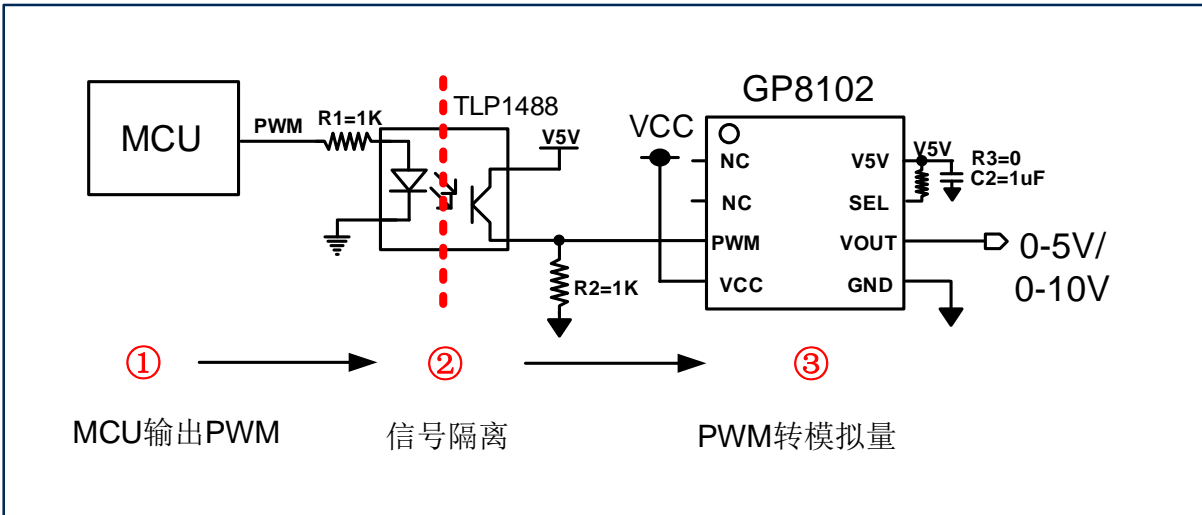 GP8102
TLP1488
MCU
PWM
R1=1K
V5V
VCC
NC
V5V
V5V
R3=0
C2=1uF
NC
SEL
PWM
VOUT
0-5V/
0-10V
R2=1K
VCC
GND
①
②
③
MCU输出PWM
信号隔离
PWM转模拟量